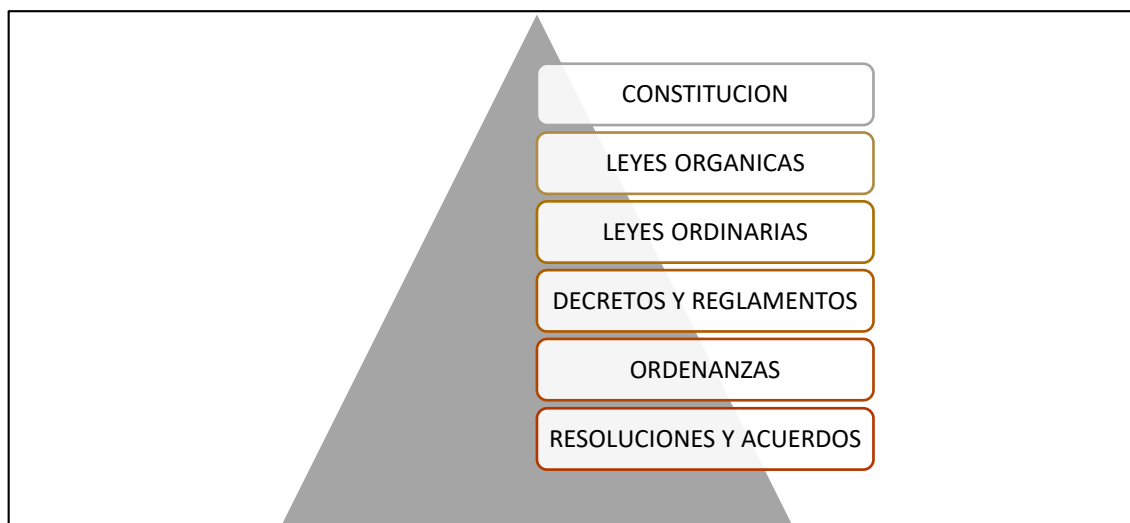 CONSTITUCION
LEYES ORGANICAS
LEYES ORDINARIAS
DECRETOS Y REGLAMENTOS
ORDENANZAS
RESOLUCIONES Y ACUERDOS